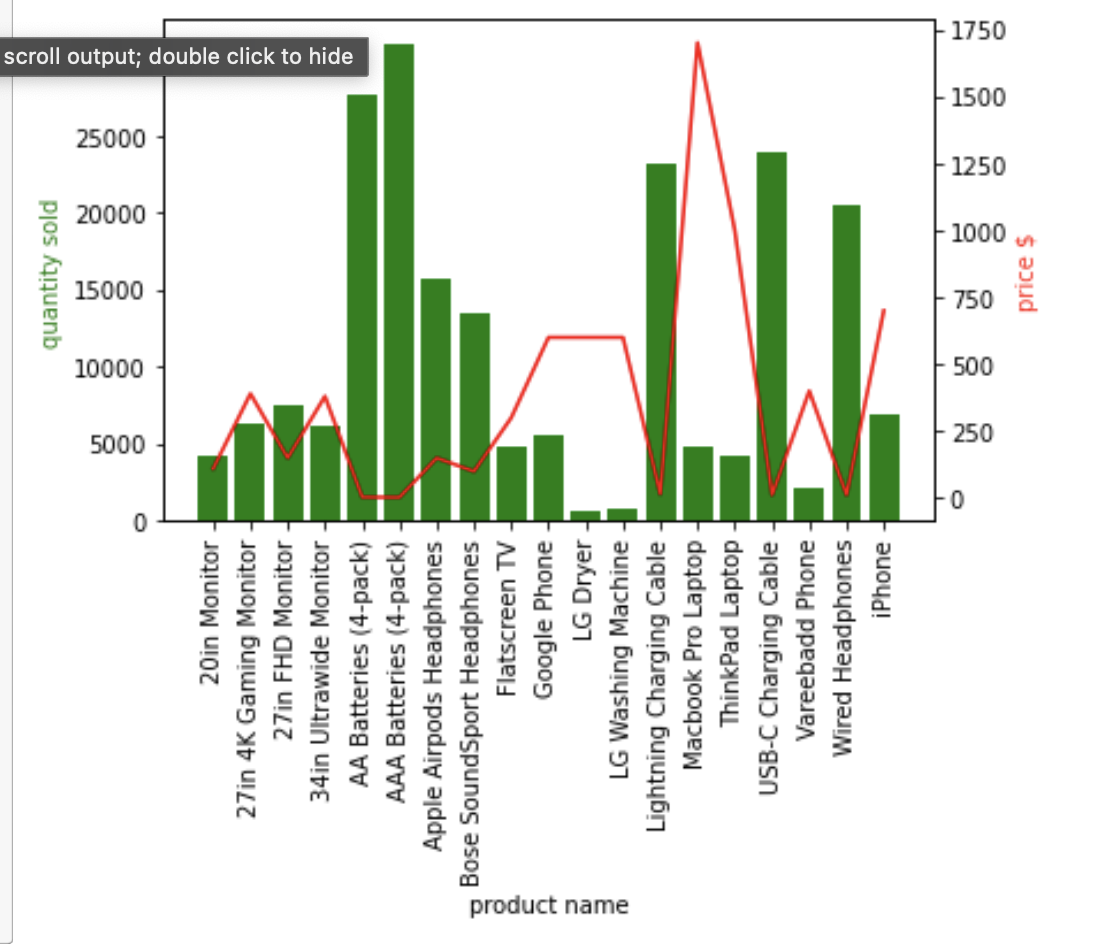 scroll output; double click to hide
25000
20000
15000
10000
5000
0
quantity sold
1750
1500
1250
1000
750
500
250
0
price $
20in Monitor
27in 4K Gaming Monitor
27in FHD Monitor
34in Ultrawide Monitor
AA Batteries (4-pack)
AAA Batteries (4-pack)
Apple Airpods Headphones
Bose SoundSport Headphones
Flatscreen TV
Google Phone
LG Dryer
LG Washing Machine
Lightning Charging Cable
Macbook Pro Laptop
ThinkPad Laptop
USB-C Charging Cable
Vareebadd Phone
Wired Headphones
iPhone
product name